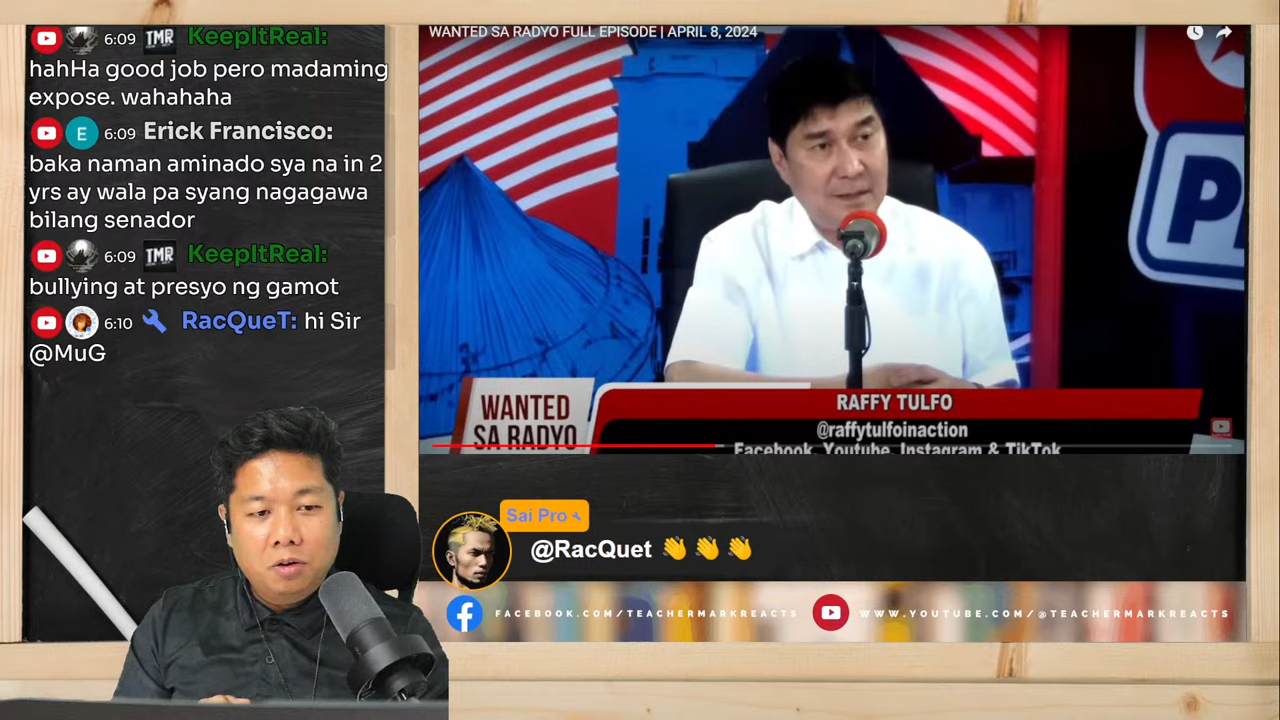 6:09 TMR KeepItReal:
hahHa good job pero madaming
expose. wahahaha
E 6:09 Erick Francisco:
baka naman aminado sya na in 2
yrs ay wala pa syang nagagawa
bilang senador
6:09 TMR KeepItReal:
bullying at presyo ng gamot
6:10 RacQueT: hi Sir
@MuG
WANTED SA RADYO FULL EPISODE | APRIL 8, 2024
WANTED
SA RADYO
RAFFY TULFO
@raffytulfoinaction
Facebook, Youtube, Instagram & TikTok
Sai Pro
@RacQuet 👋 👋 👋
FACEBOOK.COM/TEACHERMARKREACTS
WWW.YOUTUBE.COM/@TEACHERMARKREACTS